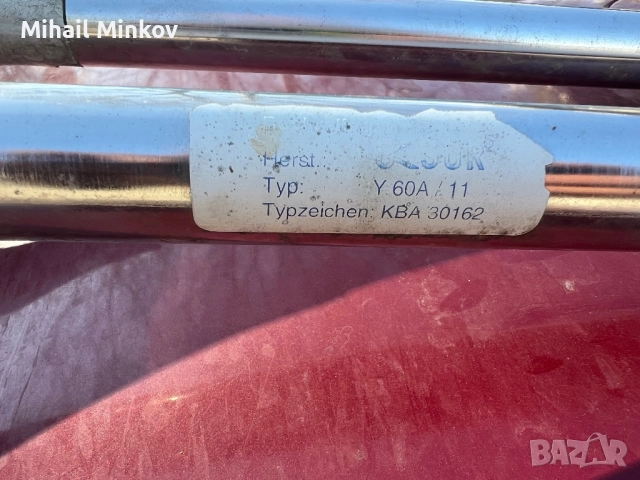 Mihail Minkov
Herst.
Typ: Y 60A / 11
Typzeichen: KBA 30162
BAZAR